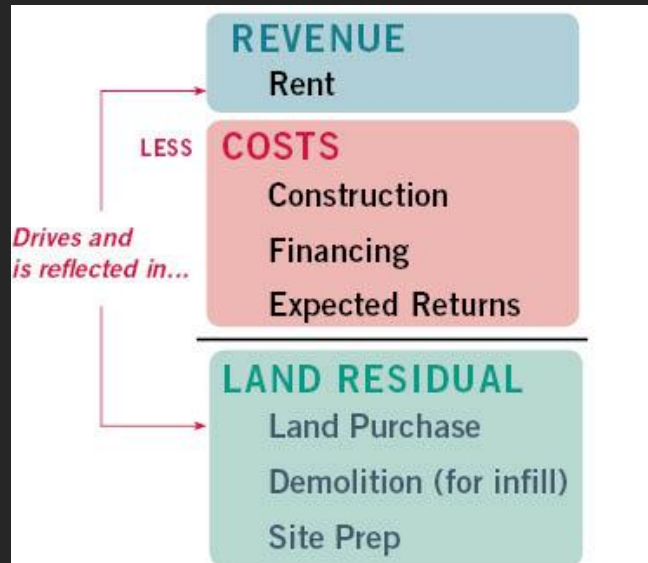 REVENUE
Rent
LESS
COSTS
Construction
Financing
Expected Returns
Drives and
is reflected in...
LAND RESIDUAL
Land Purchase
Demolition (for infill)
Site Prep